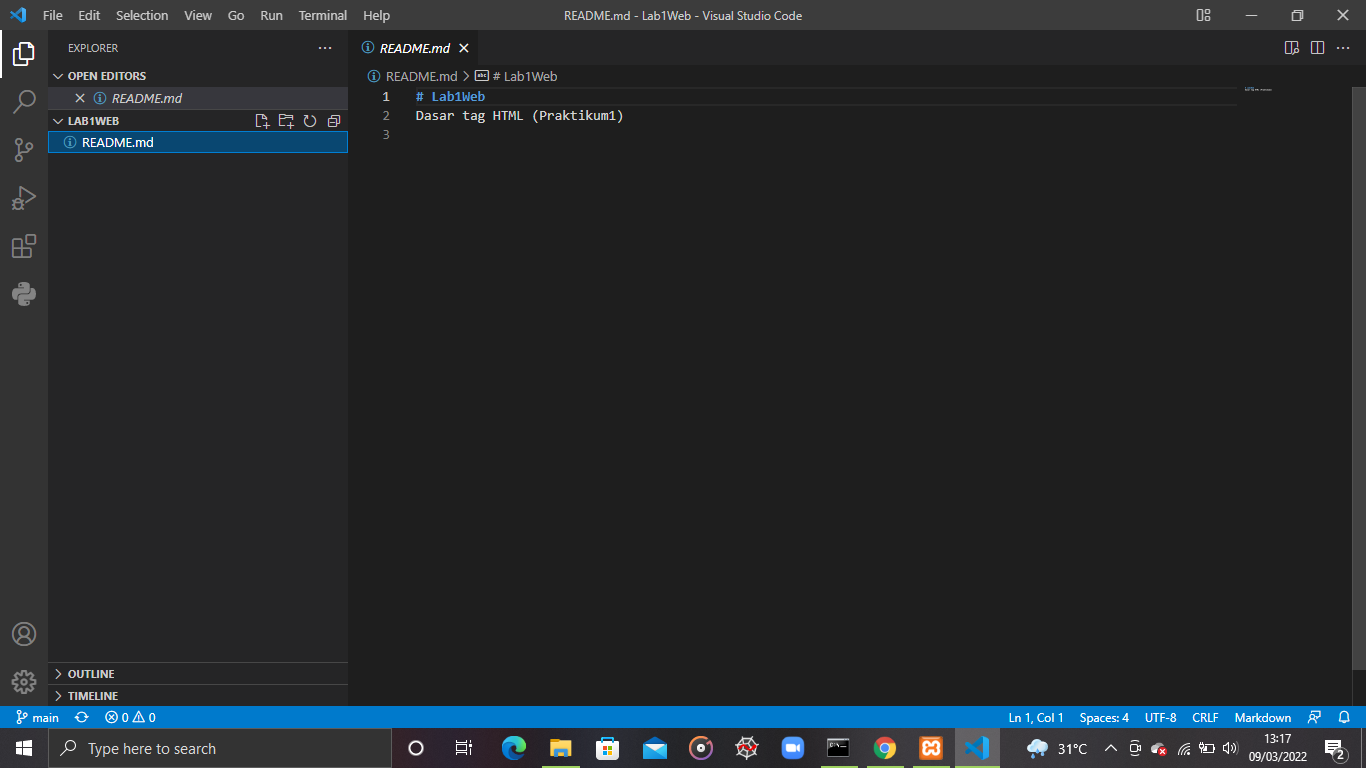 File Edit Selection View Go Run Terminal Help
README.md - Lab1Web - Visual Studio Code
EXPLORER
OPEN EDITORS
README.md
LAB1WEB
README.md
OUTLINE
TIMELINE
README.md
README.md > # Lab1Web
1 # Lab1Web
2 Dasar tag HTML (Praktikum1)
3
main 0 0 Ln 1, Col 1 Spaces: 4 UTF-8 CRLF Markdown
Type here to search
31°C
13:17
09/03/2022
2